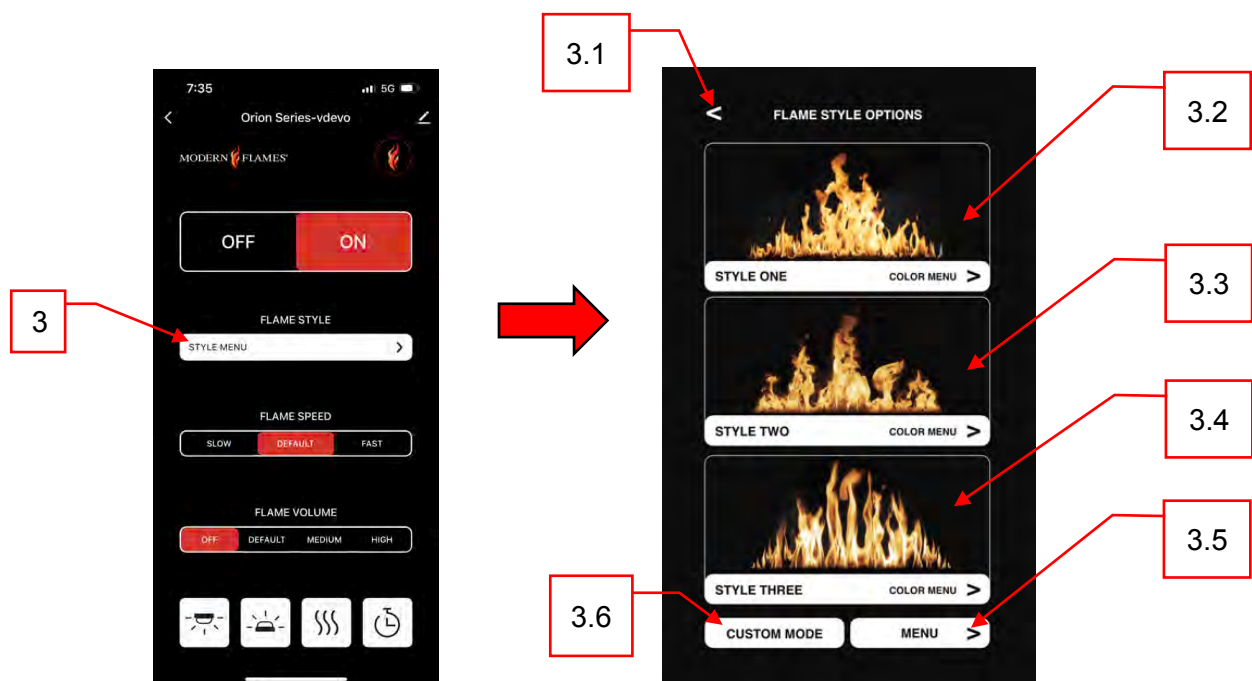 3.1
3.2
3.3
3.4
3.5
3.6
3
7:35 5G
< Orion Series-vdevo
MODERN FLAMES
OFF ON
FLAME STYLE
STYLE MENU >
FLAME SPEED
SLOW DEFAULT FAST
FLAME VOLUME
OFF DEFAULT MEDIUM HIGH
< FLAME STYLE OPTIONS
STYLE ONE COLOR MENU >
STYLE TWO COLOR MENU >
STYLE THREE COLOR MENU >
CUSTOM MODE MENU >